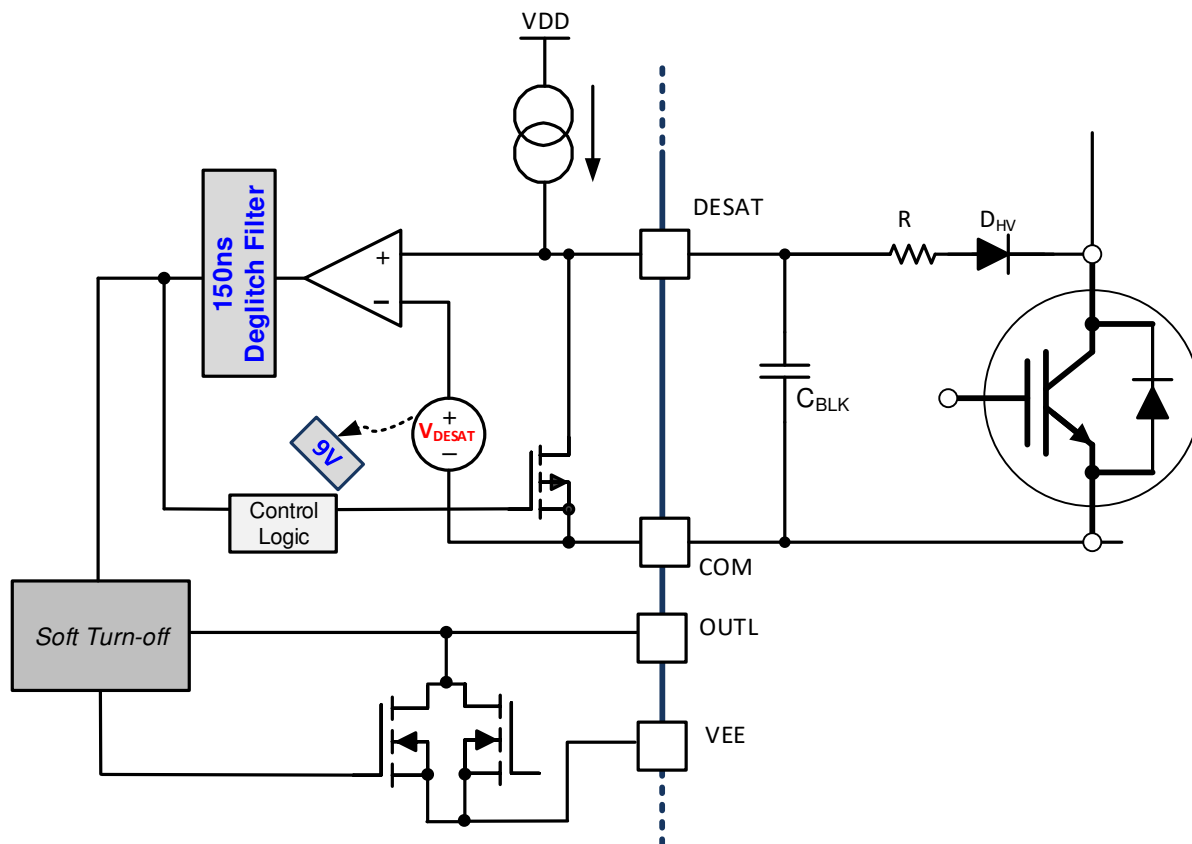 VDD
DESAT
R
DHV
150ns
Deglitch Filter
+
−
CBLK
9V
+
VDESAT
−
Control
Logic
COM
Soft Turn-off
OUTL
VEE